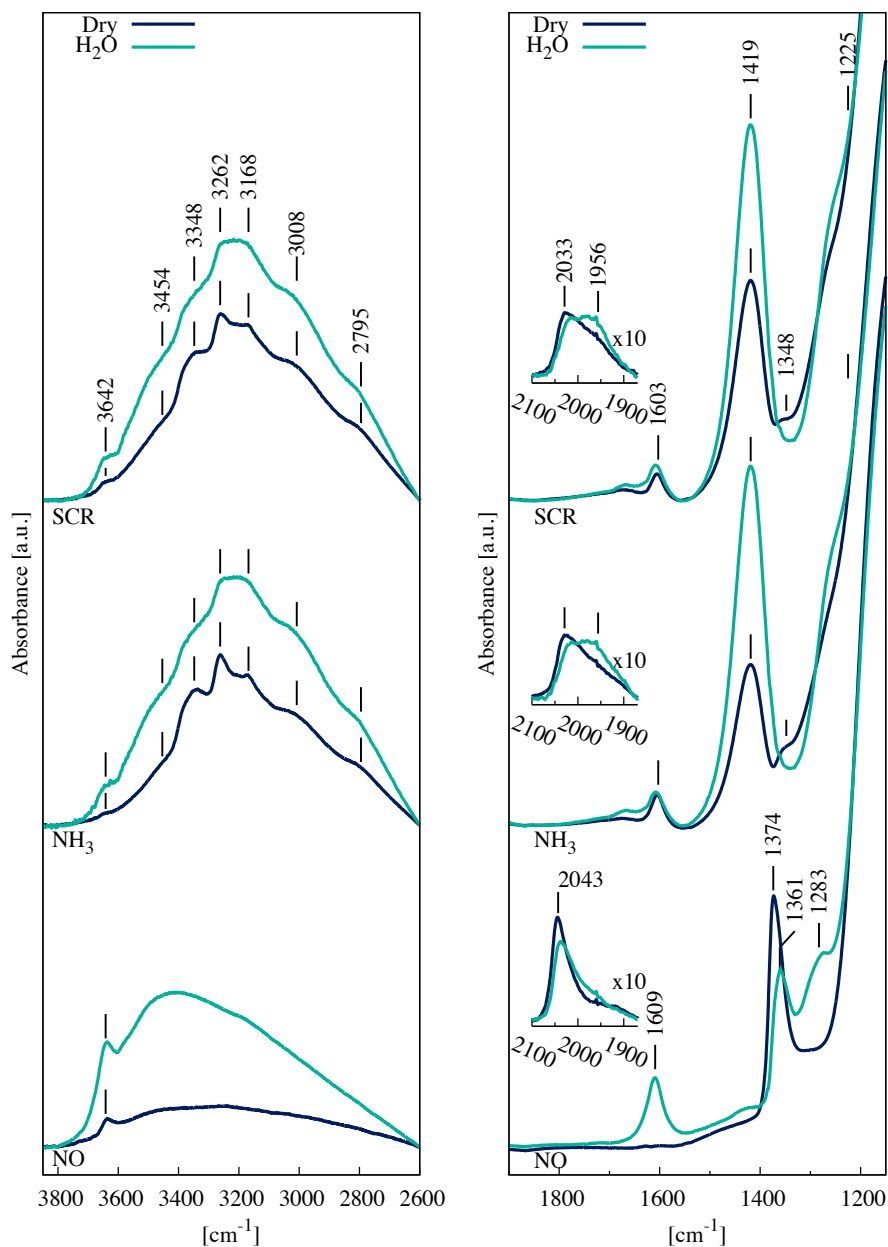 Dry
H₂O
3642
3454
3348
3262
3168
3008
2795
SCR
NH₃
NO
Absorbance [a.u.]
3800 3600 3400 3200 3000 2800 2600
[cm⁻¹]
Dry
H₂O
1419
1225
2033
1956
x10
2100 2000 1900
1603
1348
SCR
x10
2100 2000 1900
NH₃
1374
1361
1283
2043
x10
2100 2000 1900
1609
NO
Absorbance [a.u.]
1800 1600 1400 1200
[cm⁻¹]